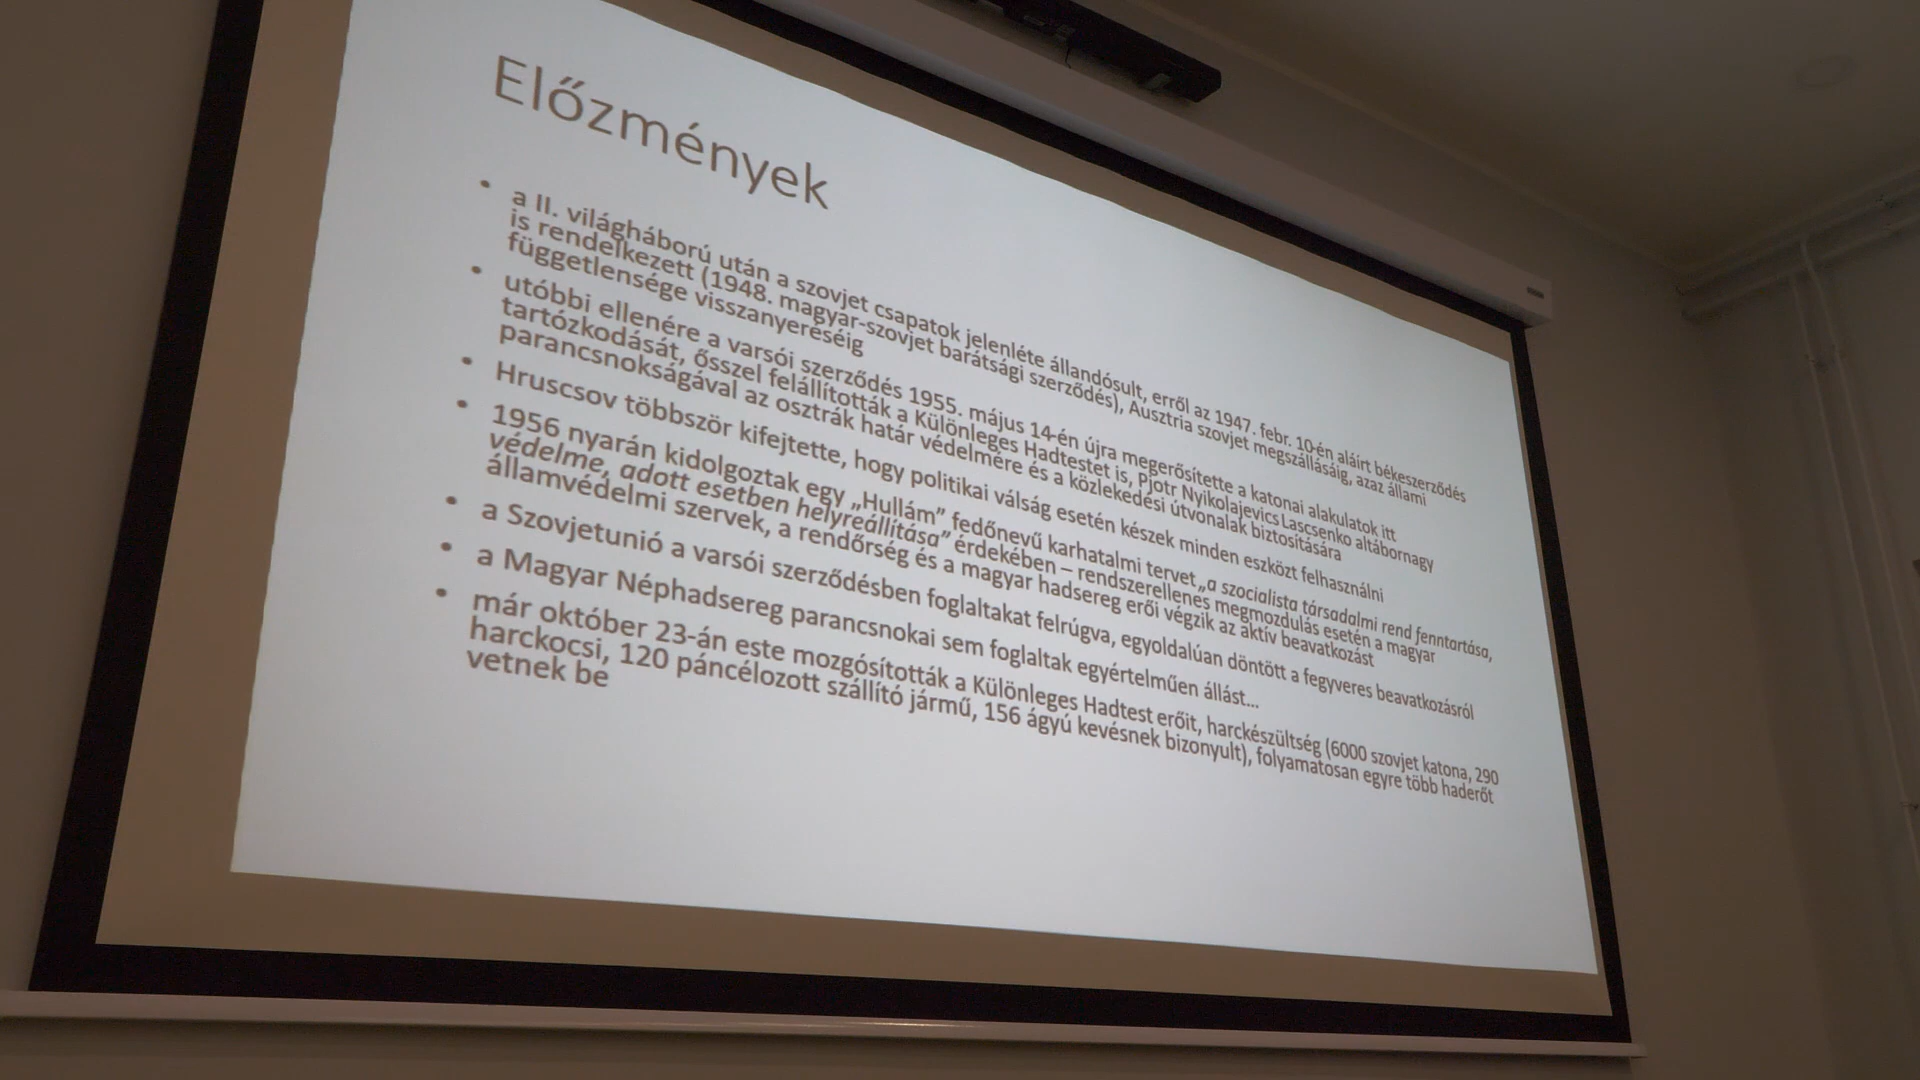 Előzmények
• a II. világháború után a szovjet csapatok jelenléte állandósult, erről az 1947. febr. 10-én aláírt békeszerződés
is rendelkezett (1948. magyar-szovjet barátsági szerződés), Ausztria szovjet megszállásáig, azaz állami
függetlensége visszanyeréséig
• utóbbi ellenére a varsói szerződés 1955. május 14-én újra megerősítette a katonai alakulatok itt
tartózkodását, ősszel felállították a Különleges Hadtestet is, Pjotr Nyikolajevics Lascsenko altábornagy
parancsnokságával az osztrák határ védelmére és a közlekedési útvonalak biztosítására
• Hruscsov többször kifejtette, hogy politikai válság esetén készek minden eszközt felhasználni
• 1956 nyarán kidolgoztak egy „Hullám” fedőnevű karhatalmi tervet „a szocialista társadalmi rend fenntartása,
védelme, adott esetben helyreállítása” érdekében – rendszerellenes megmozdulás esetén a magyar
államvédelmi szervek, a rendőrség és a magyar hadsereg erői végzik az aktív beavatkozást
• a Szovjetunió a varsói szerződésben foglaltakat felrúgva, egyoldalúan döntött a fegyveres beavatkozásról
• a Magyar Néphadsereg parancsnokai sem foglaltak egyértelműen állást...
• már október 23-án este mozgósították a Különleges Hadtest erőit, harckészültség (6000 szovjet katona, 290
harckocsi, 120 páncélozott szállító jármű, 156 ágyú kevésnek bizonyult), folyamatosan egyre több haderőt
vetnek be